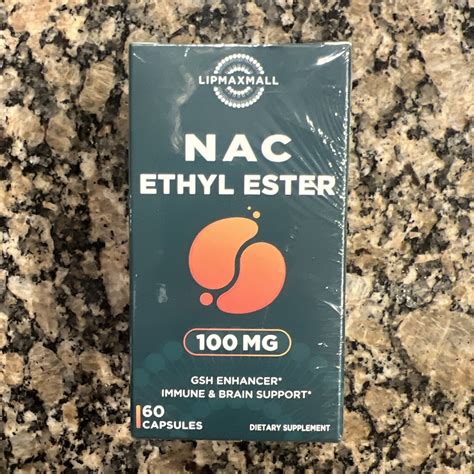 LIPMAXMALL
NAC
ETHYL ESTER
100 MG
GSH ENHANCER*
IMMUNE & BRAIN SUPPORT*
60
CAPSULES
DIETARY SUPPLEMENT